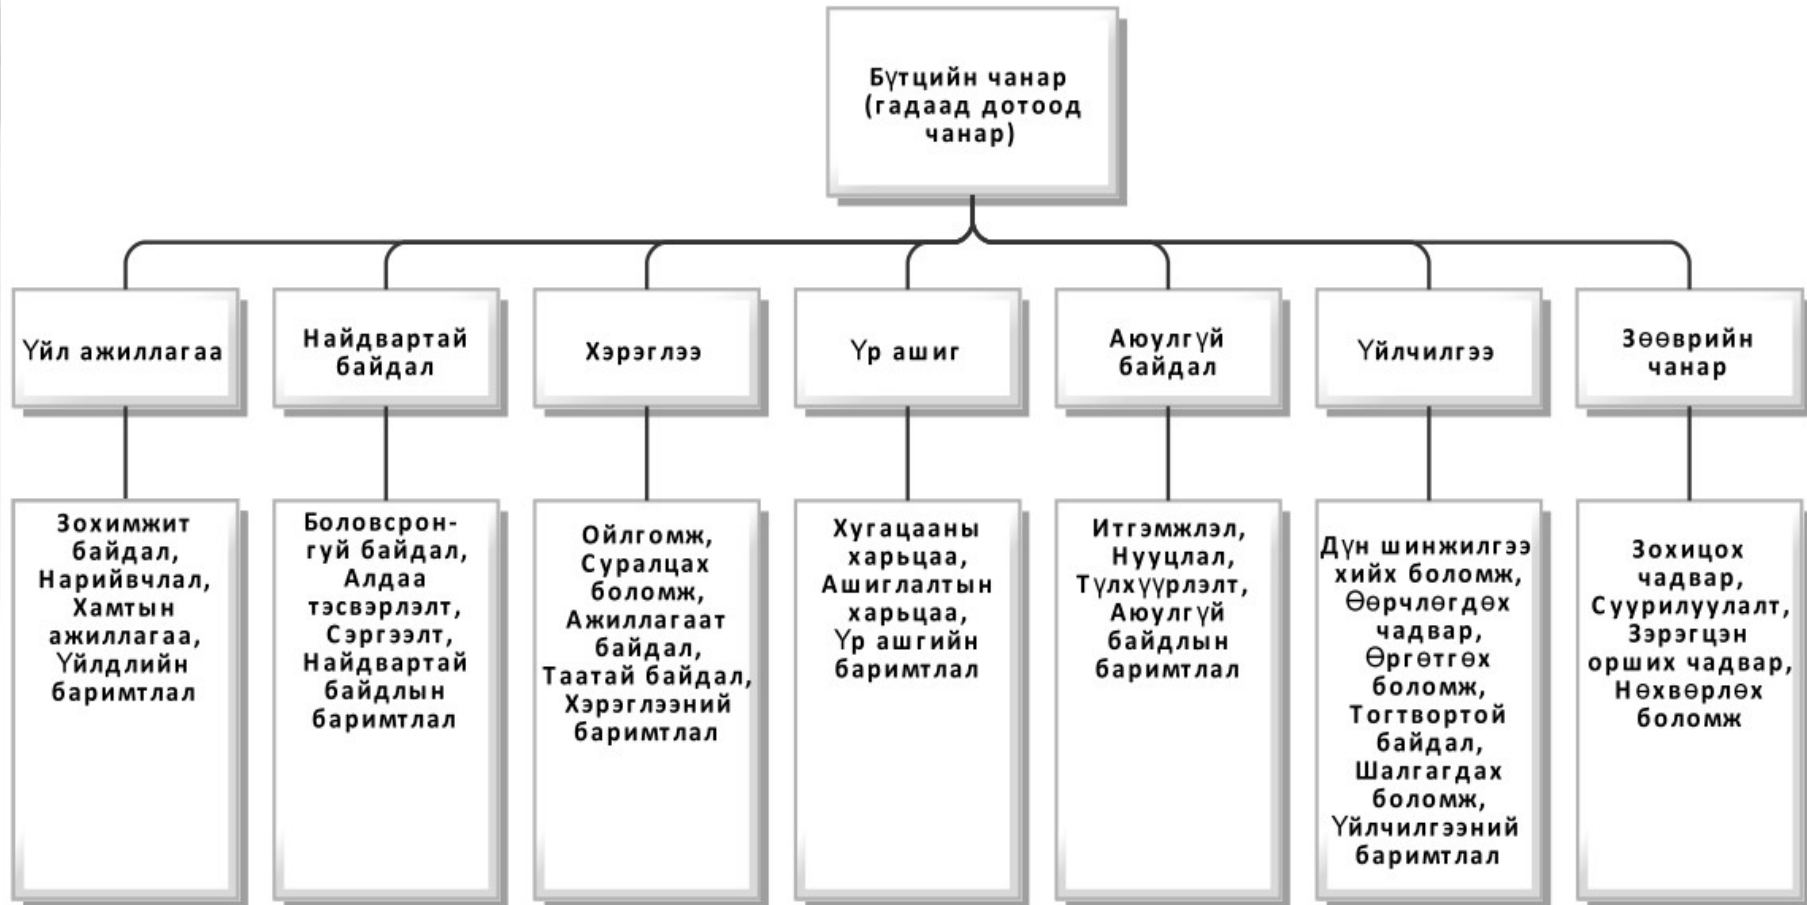 Бүтцийн чанар
(гадаад дотоод
чанар)
Үйл ажиллагаа
Найдвартай
байдал
Хэрэглээ
Үр ашиг
Аюулгүй
байдал
Үйлчилгээ
Зөөврийн
чанар
Зохимжит
байдал,
Нарийвчлал,
Хамтын
ажиллагаа,
Үйлдлийн
баримтлал
Боловсрон-
гуй байдал,
Алдаа
тэсвэрлэлт,
Сэргээлт,
Найдвартай
байдлын
баримтлал
Ойлгомж,
Суралцах
боломж,
Ажиллагаат
байдал,
Таатай байдал,
Хэрэглээний
баримтлал
Хугацааны
харьцаа,
Ашиглалтын
харьцаа,
Үр ашгийн
баримтлал
Итгэмжлэл,
Нууцлал,
Түлхүүрлэлт,
Аюулгүй
байдлын
баримтлал
Дүн шинжилгээ
хийх боломж,
Өөрчлөгдөх
чадвар,
Өргөтгөх
боломж,
Тогтвортой
байдал,
Шалгагдах
боломж,
Үйлчилгээний
баримтлал
Зохицох
чадвар,
Суурилуулалт,
Зэрэгцэн
орших чадвар,
Нөхвөрлөх
боломж